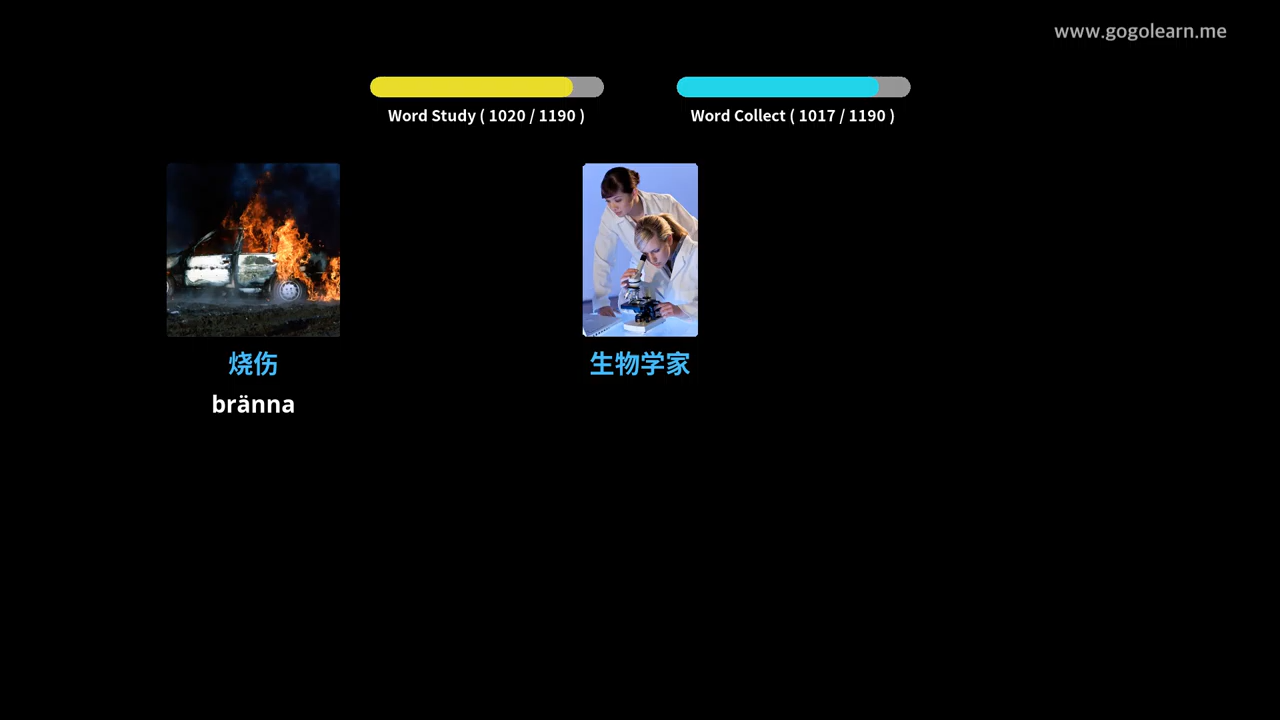 www.gogolearn.me
Word Study ( 1020 / 1190 )
Word Collect ( 1017 / 1190 )
烧伤
生物学家
bränna